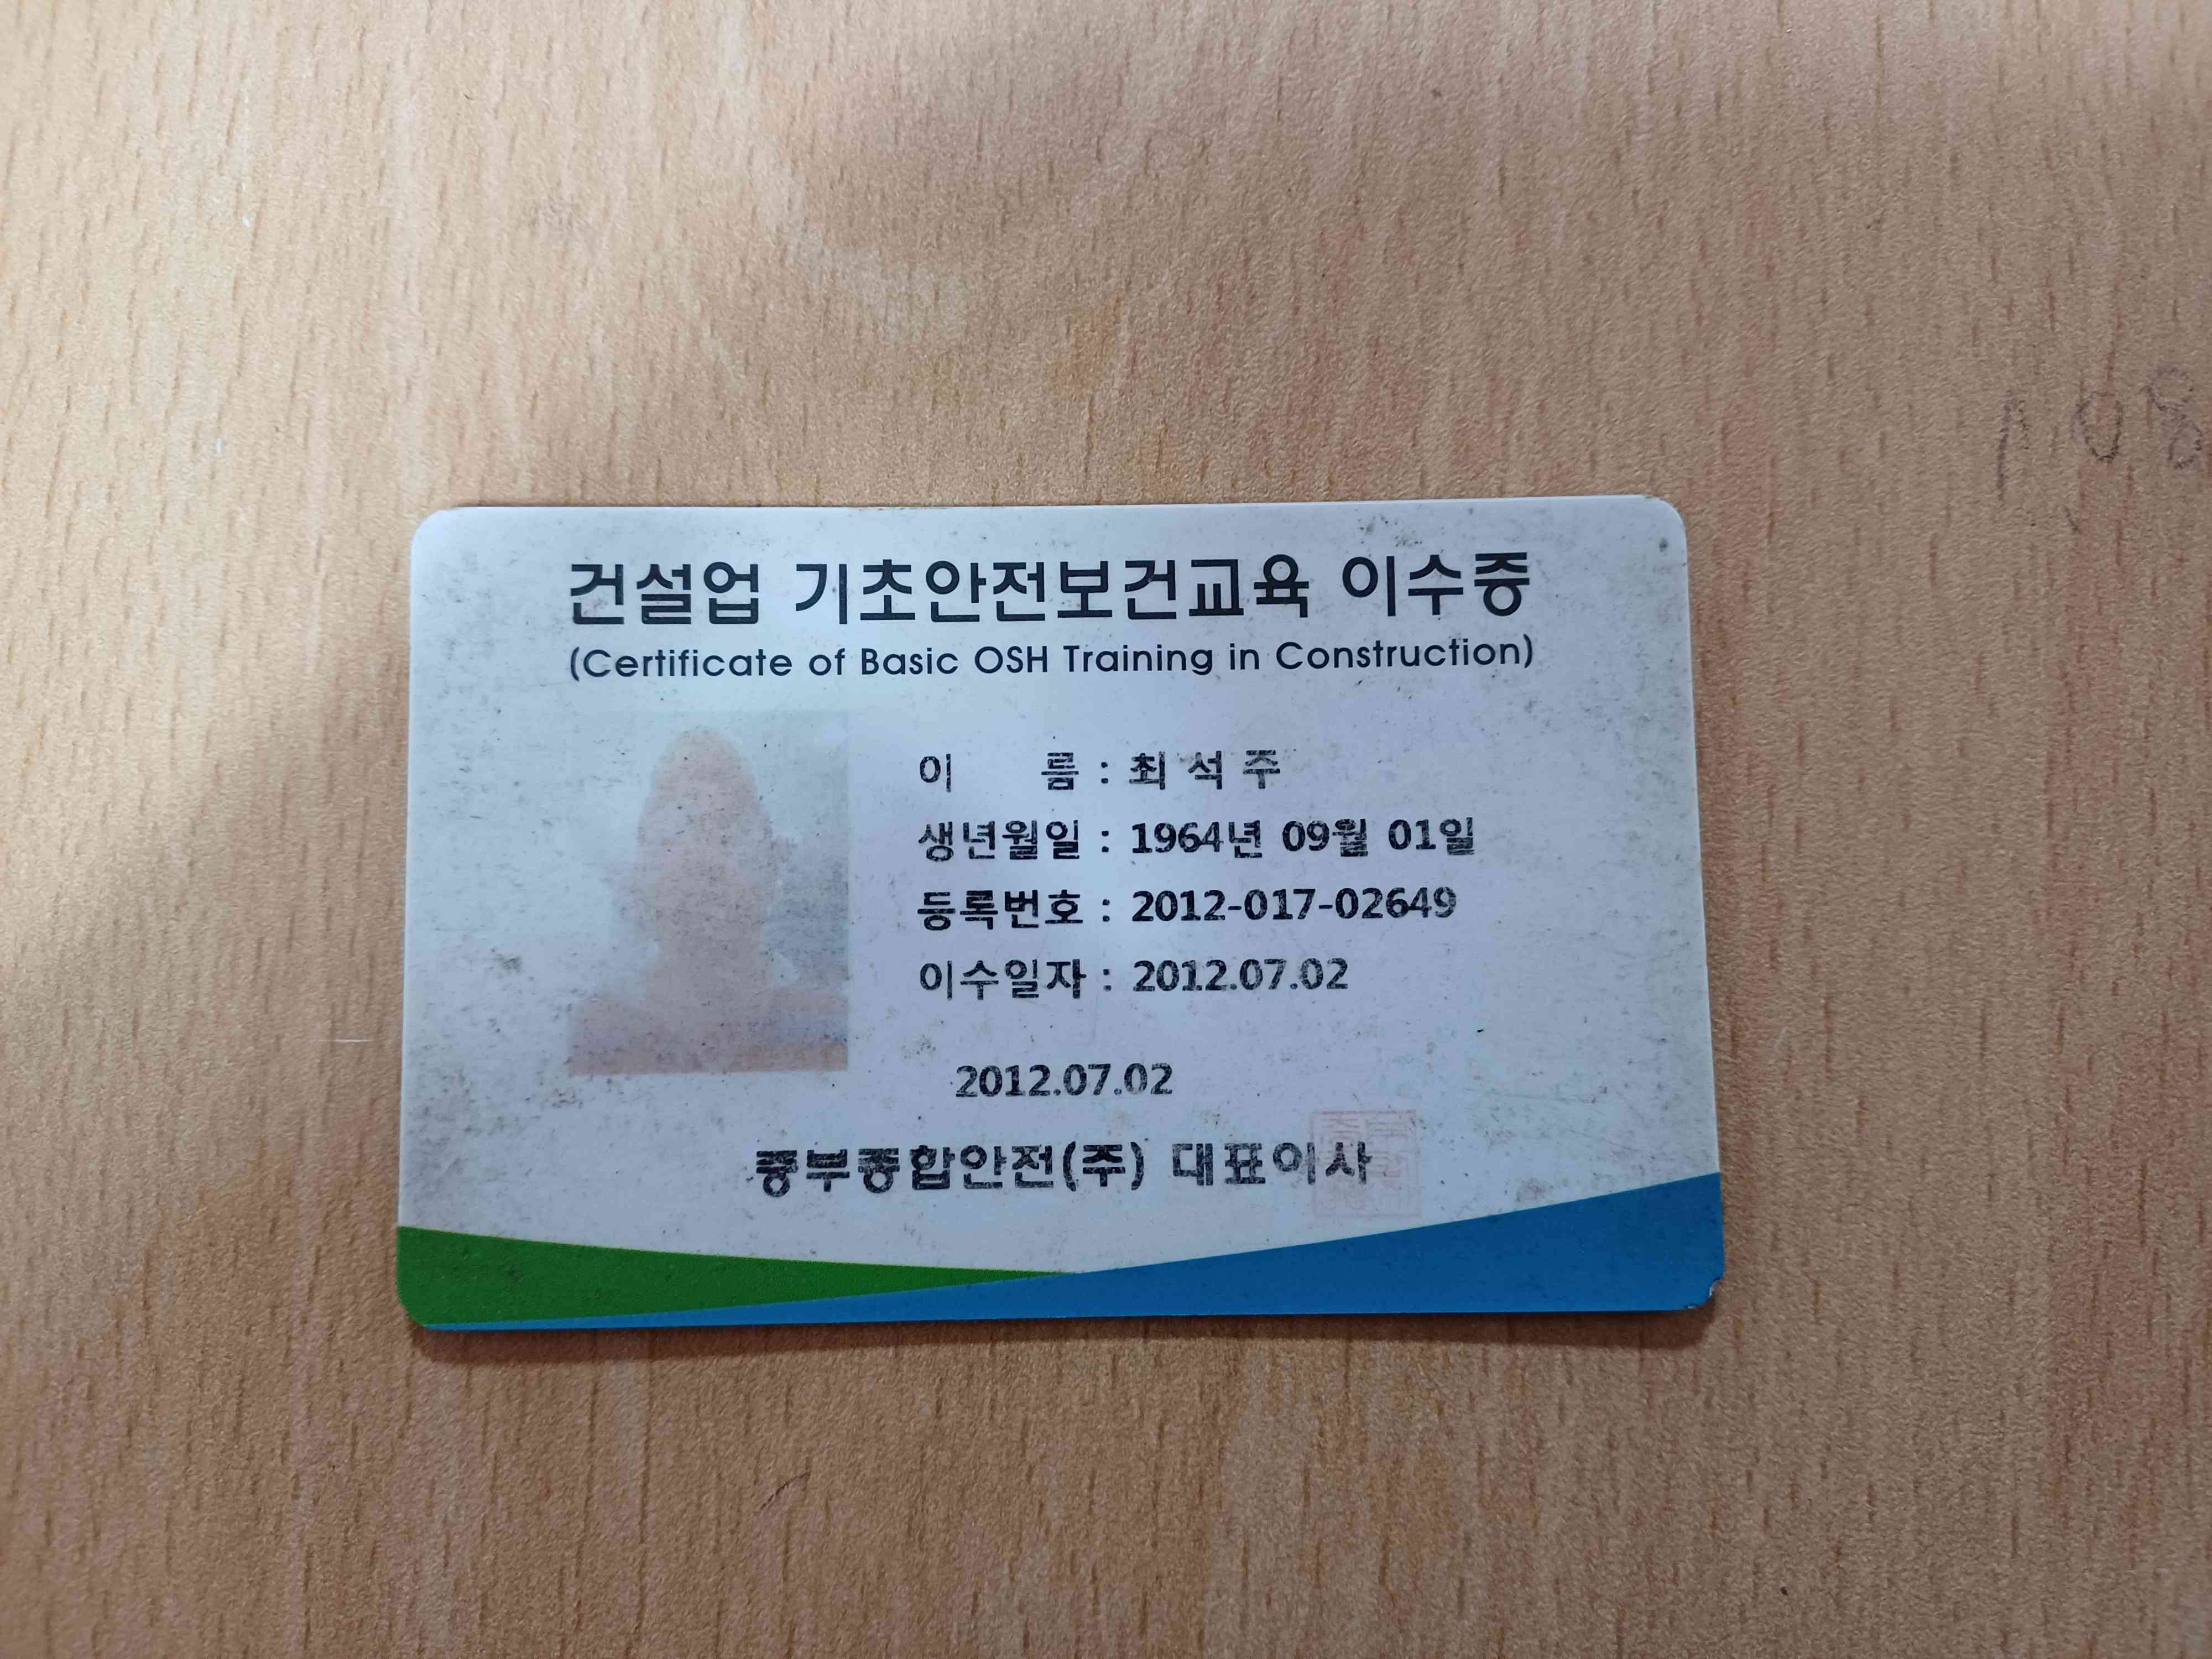 건설업 기초안전보건교육 이수증
(Certificate of Basic OSH Training in Construction)
이 름 : 최 석 주
생년월일 : 1964년 09월 01일
등록번호 : 2012-017-02649
이수일자 : 2012.07.02
2012.07.02
중부종합안전(주) 대표이사